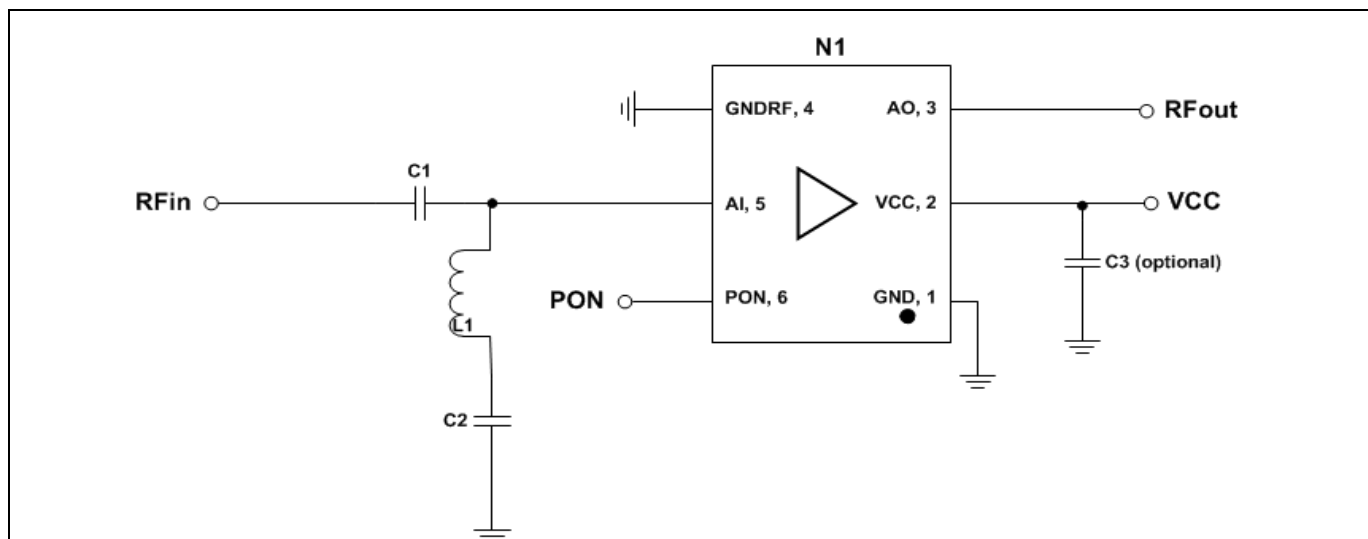 N1
GNDRF, 4
AO, 3
RFout
C1
RFin
AI, 5
VCC, 2
VCC
C3 (optional)
PON
PON, 6
GND, 1
L1
C2